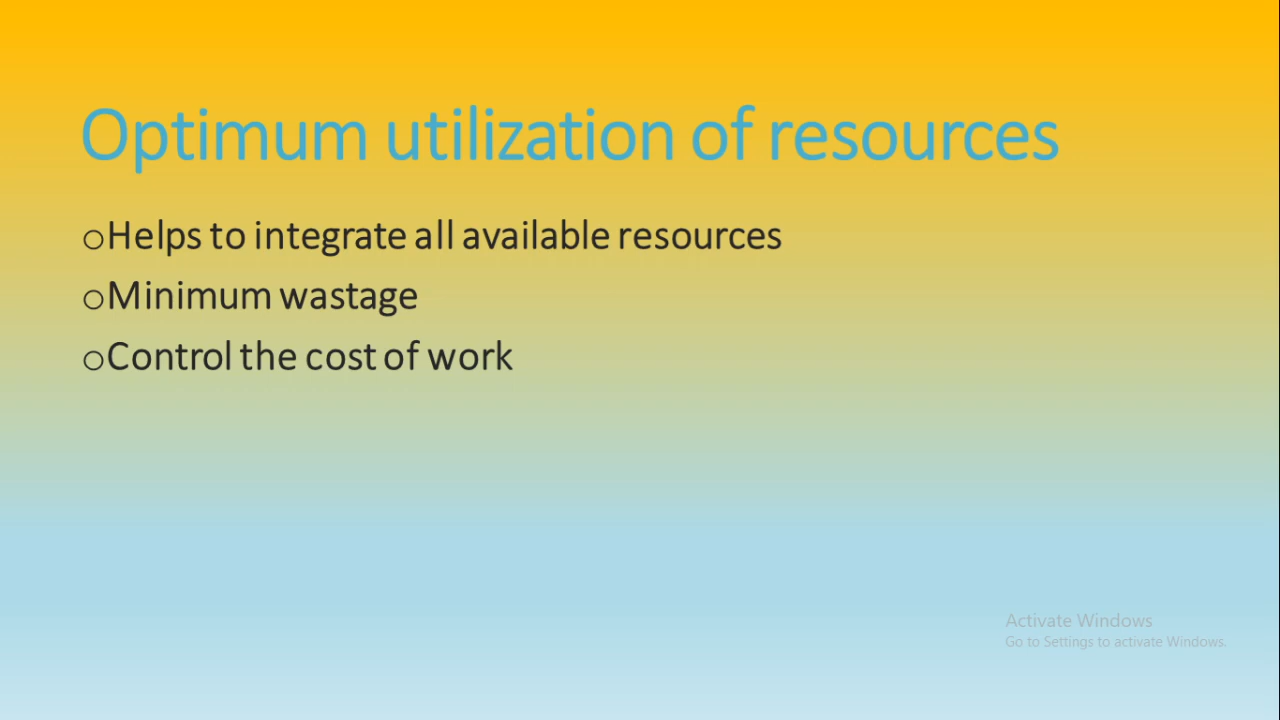 Optimum utilization of resources
oHelps to integrate all available resources
oMinimum wastage
oControl the cost of work
Activate Windows
Go to Settings to activate Windows.